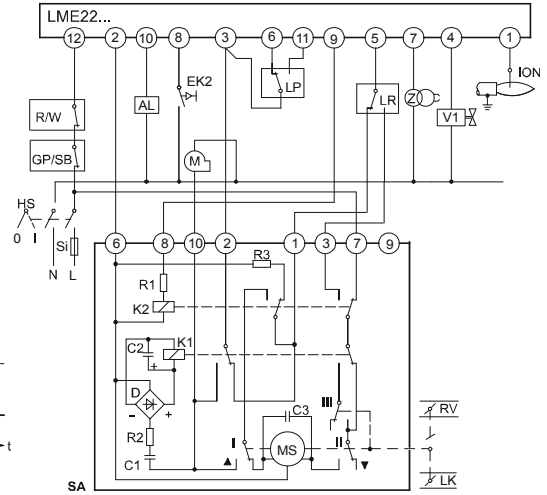 LME22...
12 2 10 8 3 6 11 9 5 7 4 1
EK2
ION
R/W
AL
LP
LR
Z
V1
GP/SB
M
HS
0 I
Si
N L
6 8 10 2 1 3 7 9
R3
R1
K2
C2
K1
+
D
- +
III
C3
RV
R2
I
MS
II
t
C1
SA
LK